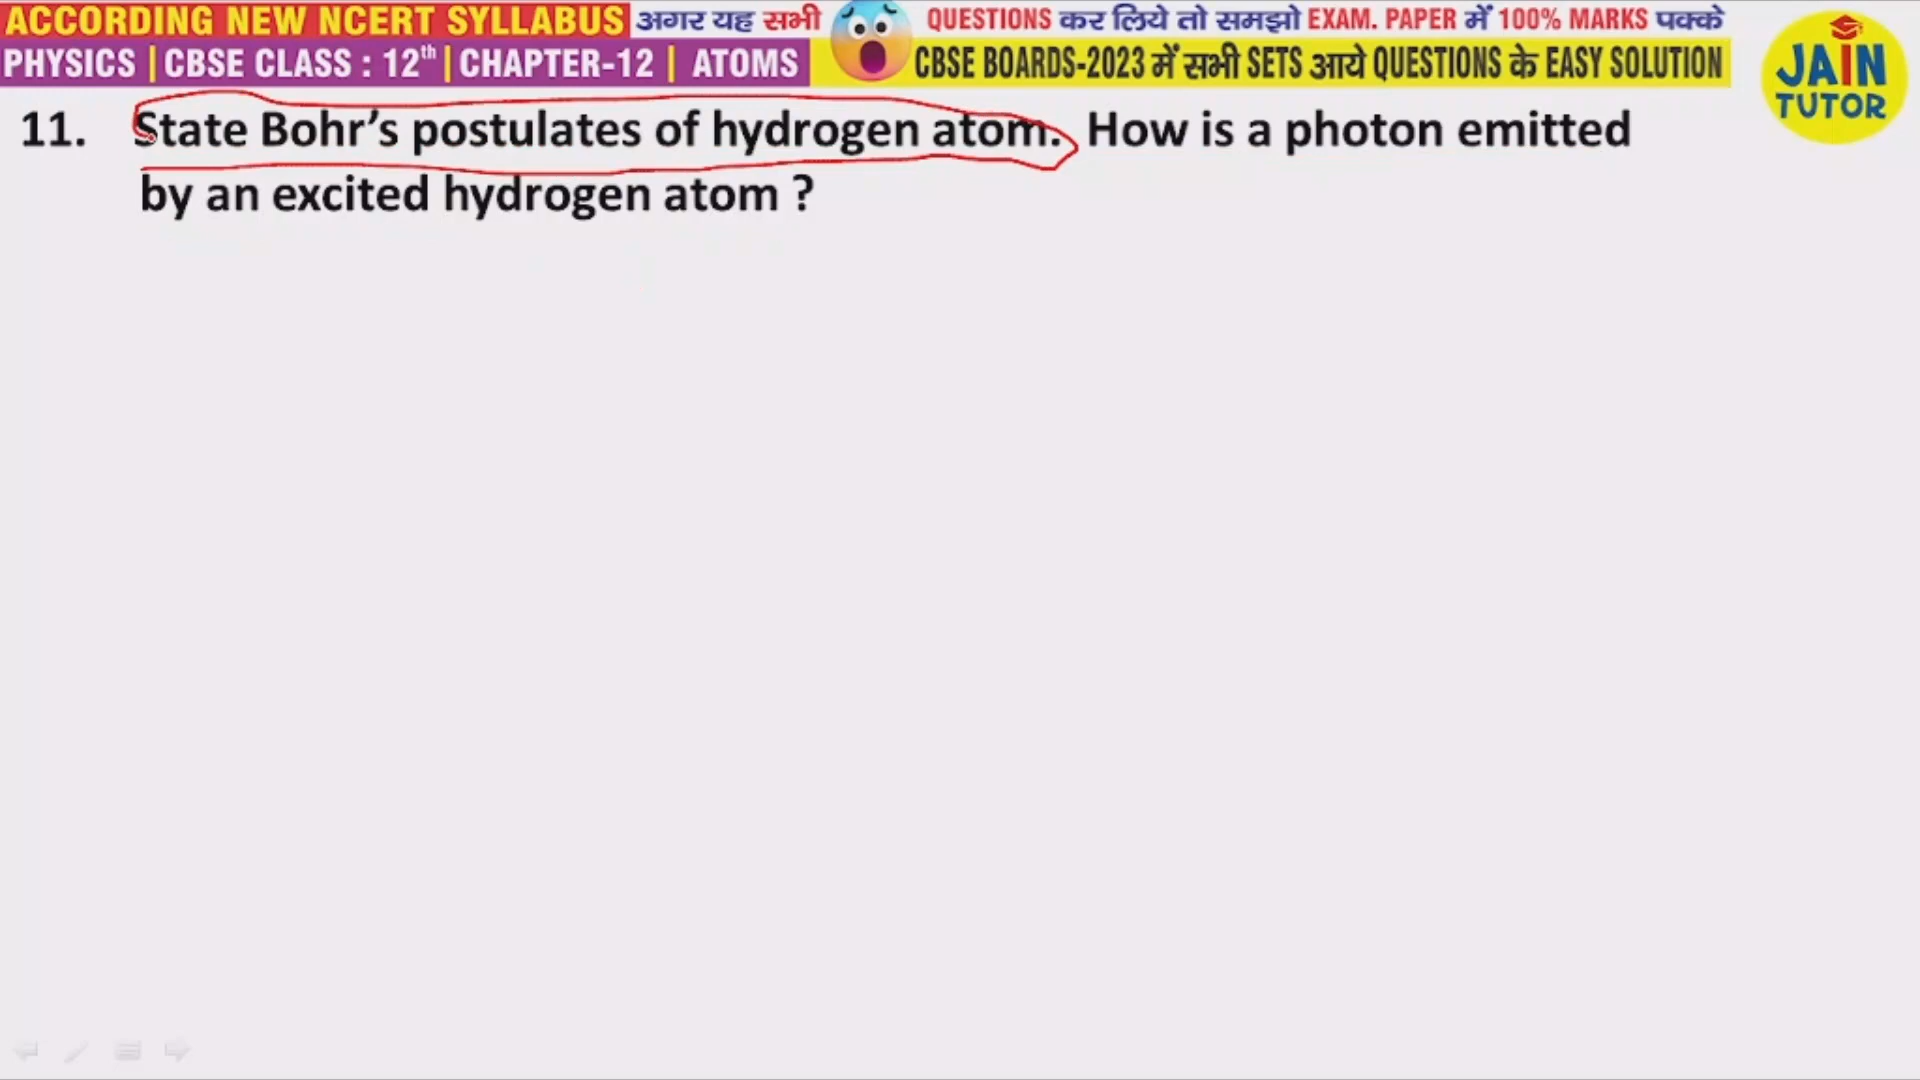 ACCORDING NEW NCERT SYLLABUS अगर यह सभी QUESTIONS कर लिये तो समझो EXAM. PAPER में 100% MARKS पक्के
PHYSICS | CBSE CLASS : 12th | CHAPTER-12 | ATOMS CBSE BOARDS-2023 में सभी SETS आये QUESTIONS के EASY SOLUTION
JAIN
TUTOR
11. State Bohr’s postulates of hydrogen atom. How is a photon emitted
by an excited hydrogen atom ?